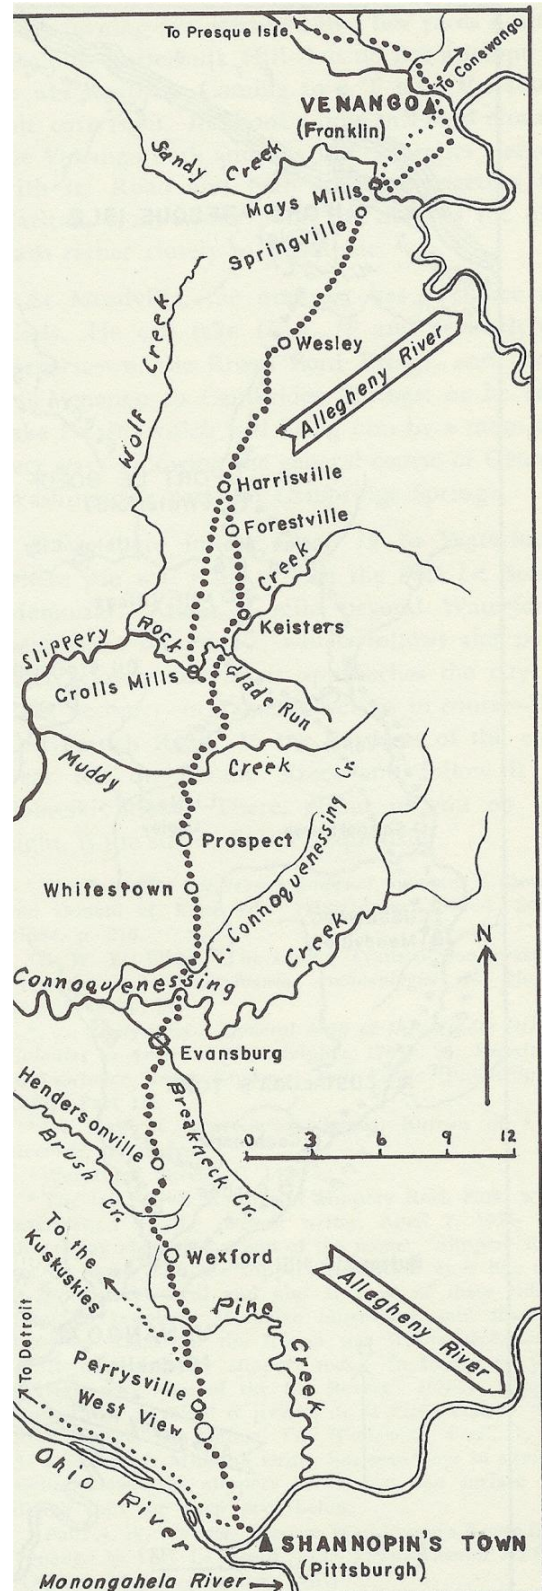 To Presque Isle
To Conewango
VENANGO
(Franklin)
Sandy Creek
Mays Mills
Springville
Wolf Creek
Wesley
Allegheny River
Harrisville
Forestville
Creek
Keisters
Slippery Rock
Crolls Mills
Glade Run
Muddy Creek
Prospect
L. Connoquenessing Cr.
Whitestown
Connoquenessing Creek
N
Evansburg
Hendersonville
Breakneck Cr.
Brush Cr.
0 3 6 9 12
To the
Kuskuskies
Wexford
Allegheny River
Pine Creek
To Detroit
Perrysville
West View
Ohio River
SHANNOPIN'S TOWN
(Pittsburgh)
Monongahela River